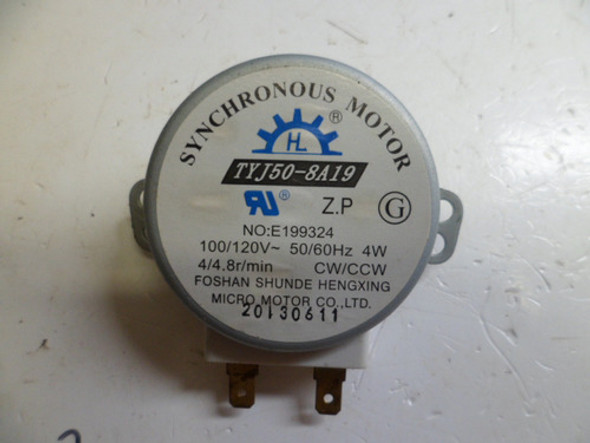 SYNCHRONOUS MOTOR
®
HL
TYJ50-8A19
®
Z.P G
NO:E199324
100/120V~ 50/60Hz 4W
4/4.8r/min CW/CCW
FOSHAN SHUNDE HENGXING
MICRO MOTOR CO.,LTD.
20130611